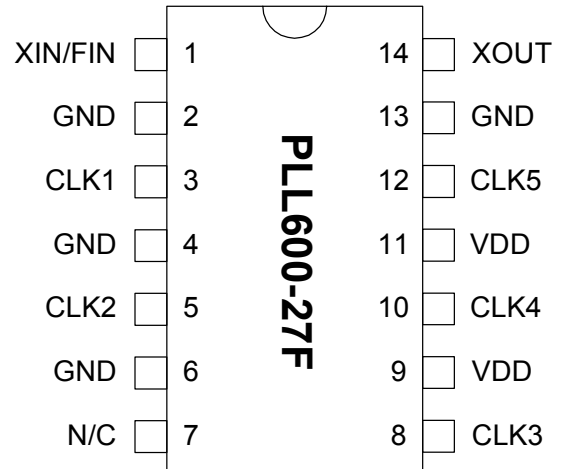 XIN/FIN 1 14 XOUT
GND 2 13 GND
CLK1 3 12 CLK5
GND 4 11 VDD
CLK2 5 10 CLK4
GND 6 9 VDD
N/C 7 8 CLK3
PLL600-27F